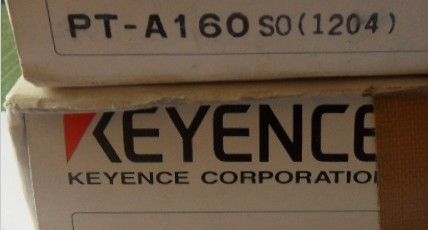 PT-A160 SO(1204)
KEYENCE
KEYENCE CORPORATIO